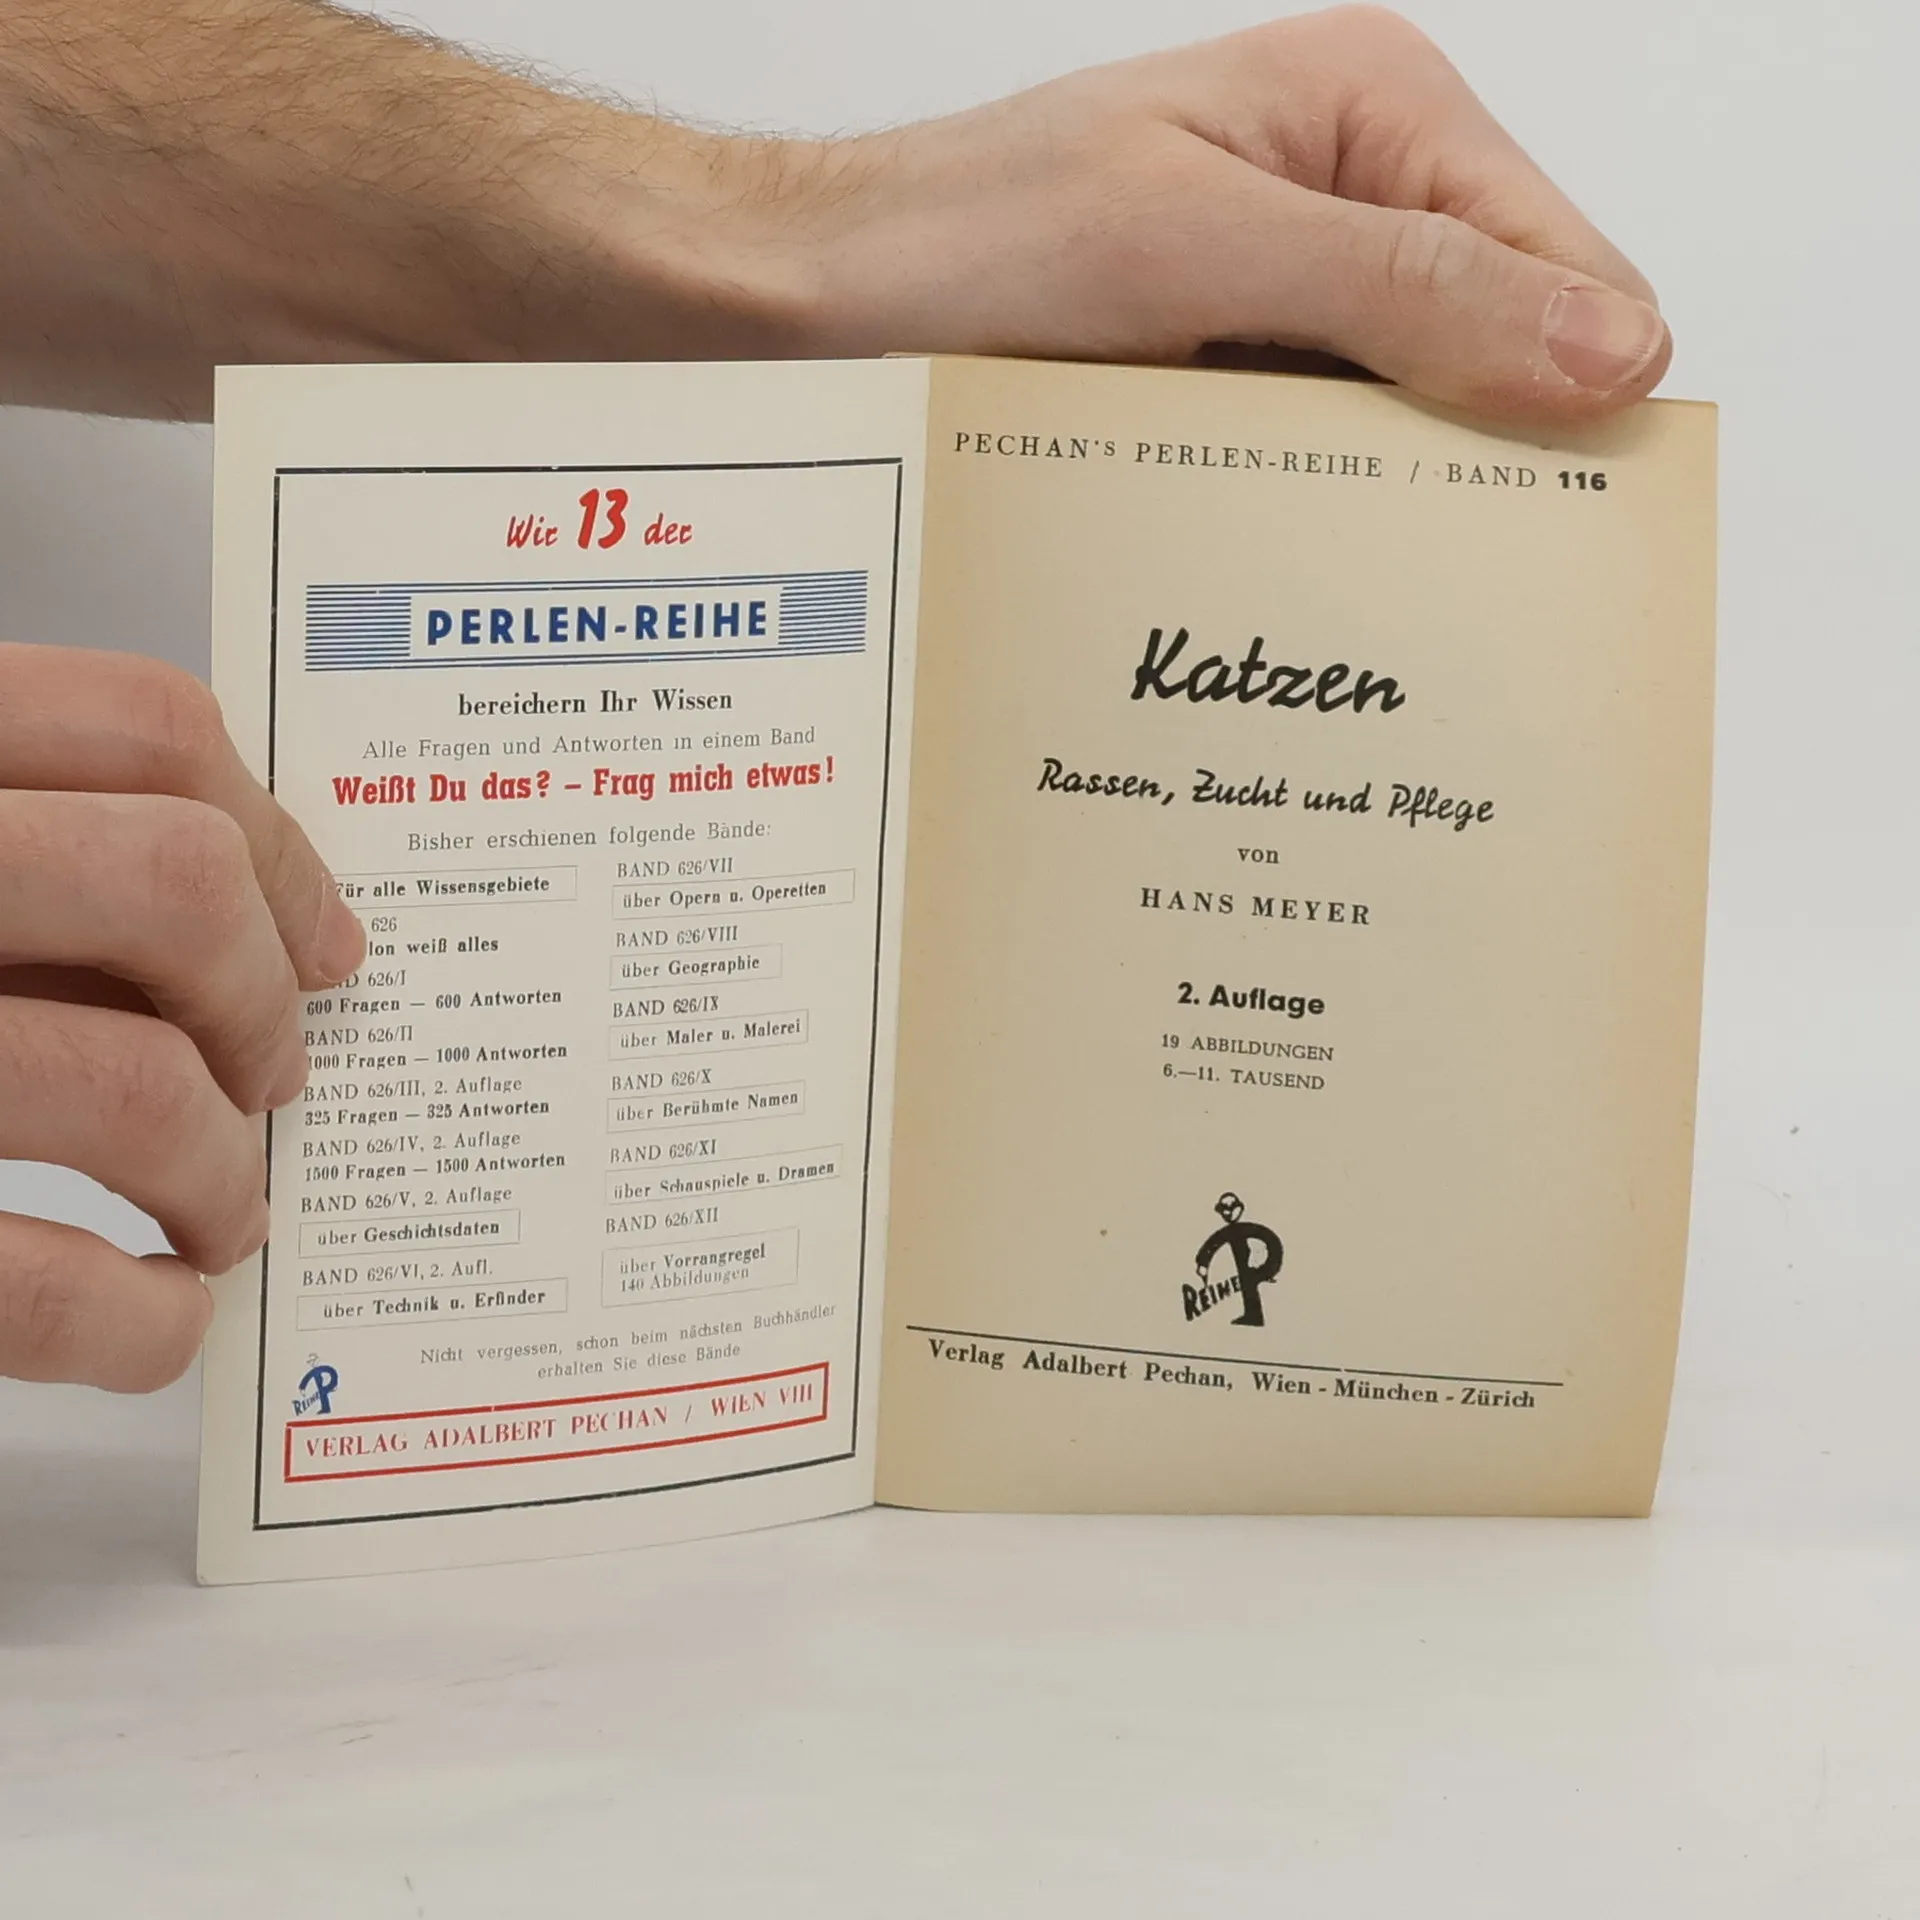 Wir 13 der
PERLEN-REIHE
bereichern Ihr Wissen
Alle Fragen und Antworten in einem Band
Weißt Du das? – Frag mich etwas!
Bisher erschienen folgende Bände:
Für alle Wissensgebiete
626
weiß alles
626/I
600 Fragen — 600 Antworten
BAND 626/II
1000 Fragen — 1000 Antworten
BAND 626/III, 2. Auflage
325 Fragen — 325 Antworten
BAND 626/IV, 2. Auflage
1500 Fragen — 1500 Antworten
BAND 626/V, 2. Auflage
über Geschichtsdaten
BAND 626/VI, 2. Aufl.
über Technik u. Erfinder
BAND 626/VII
über Opern u. Operetten
BAND 626/VIII
über Geographie
BAND 626/IX
über Maler u. Malerei
BAND 626/X
über Berühmte Namen
BAND 626/XI
über Schauspiele u. Dramen
BAND 626/XII
über Vorrangregel
140 Abbildungen
Nicht vergessen, schon beim nächsten Buchhändler
erhalten Sie diese Bände
REIHE P
VERLAG ADALBERT PECHAN / WIEN VIII
PECHAN's PERLEN-REIHE / BAND 116
Katzen
Rassen, Zucht und Pflege
von
HANS MEYER
2. Auflage
19 ABBILDUNGEN
6.—11. TAUSEND
REIHE P
Verlag Adalbert Pechan, Wien - München - Zürich